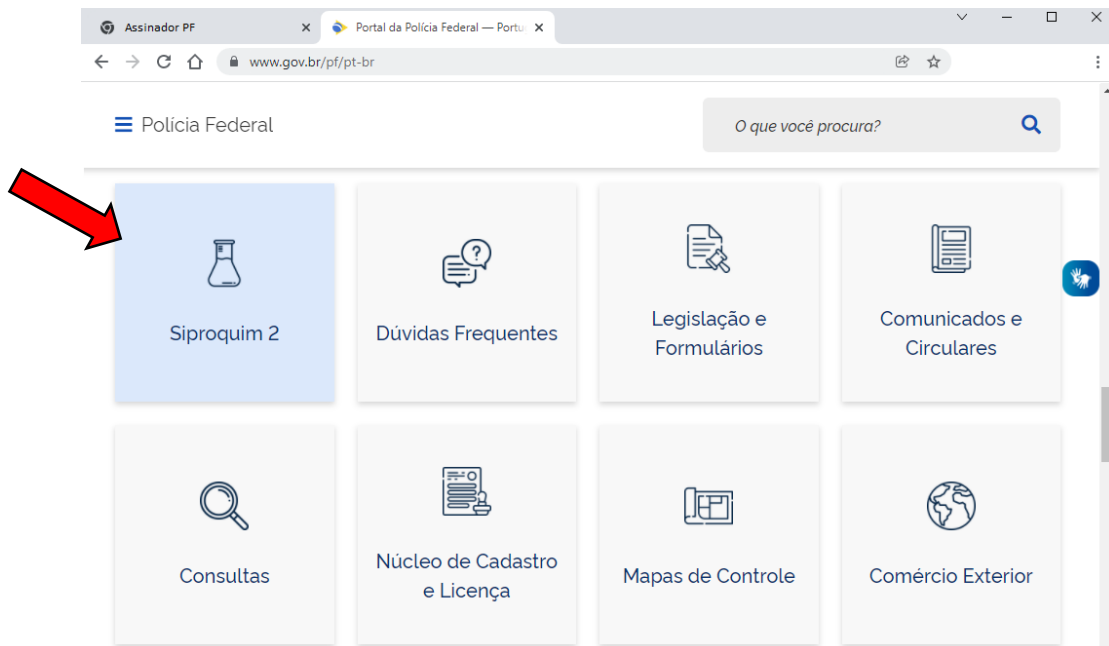 Assinador PF
Portal da Polícia Federal — Portu
www.gov.br/pf/pt-br
Polícia Federal
O que você procura?
Siproquim 2
Dúvidas Frequentes
Legislação e
Formulários
Comunicados e
Circulares
Consultas
Núcleo de Cadastro
e Licença
Mapas de Controle
Comércio Exterior